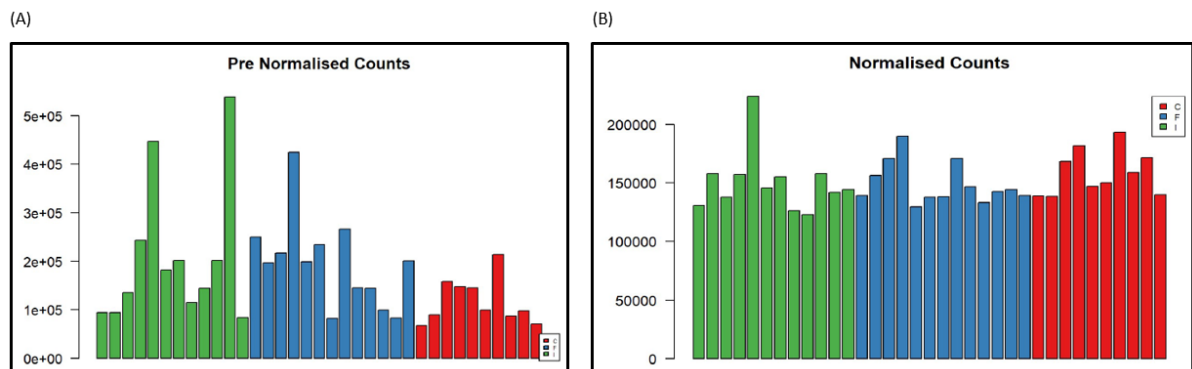 (A)
Pre Normalised Counts
5e+05
4e+05
3e+05
2e+05
1e+05
0e+00
C
F
I
(B)
Normalised Counts
200000
150000
100000
50000
0
C
F
I